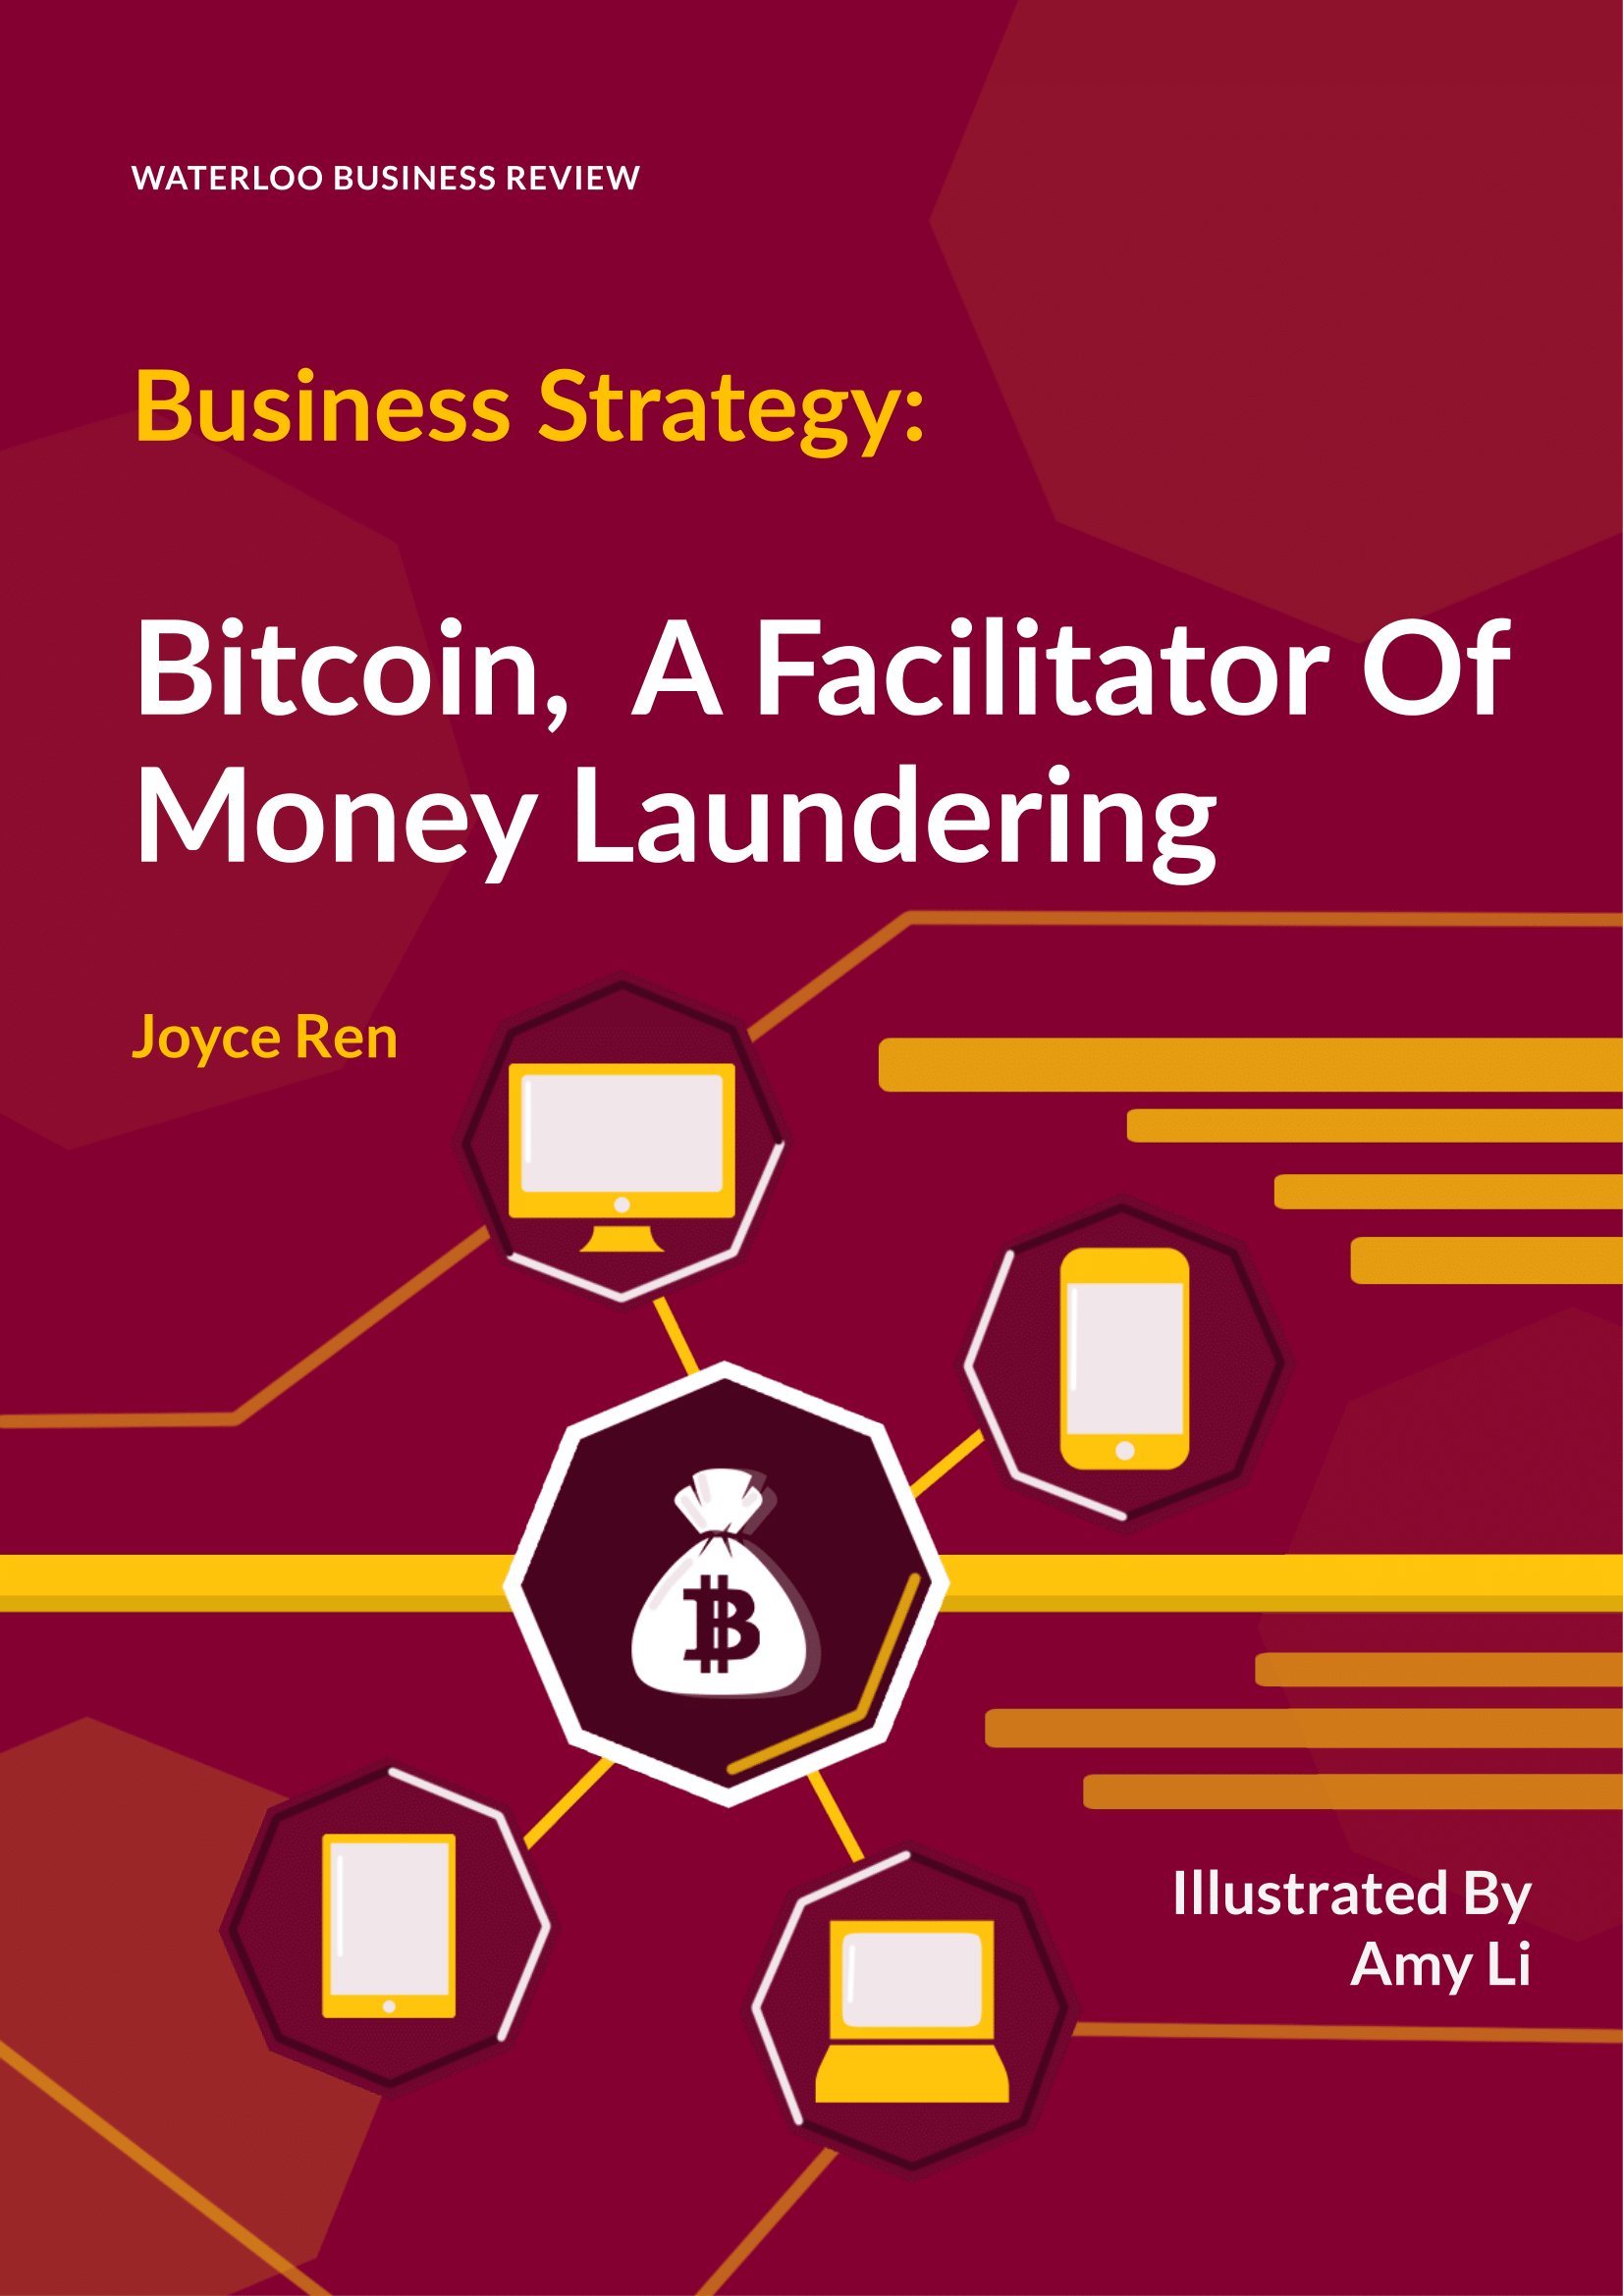 WATERLOO BUSINESS REVIEW
Business Strategy:
Bitcoin, A Facilitator Of
Money Laundering
Joyce Ren
Illustrated By
Amy Li